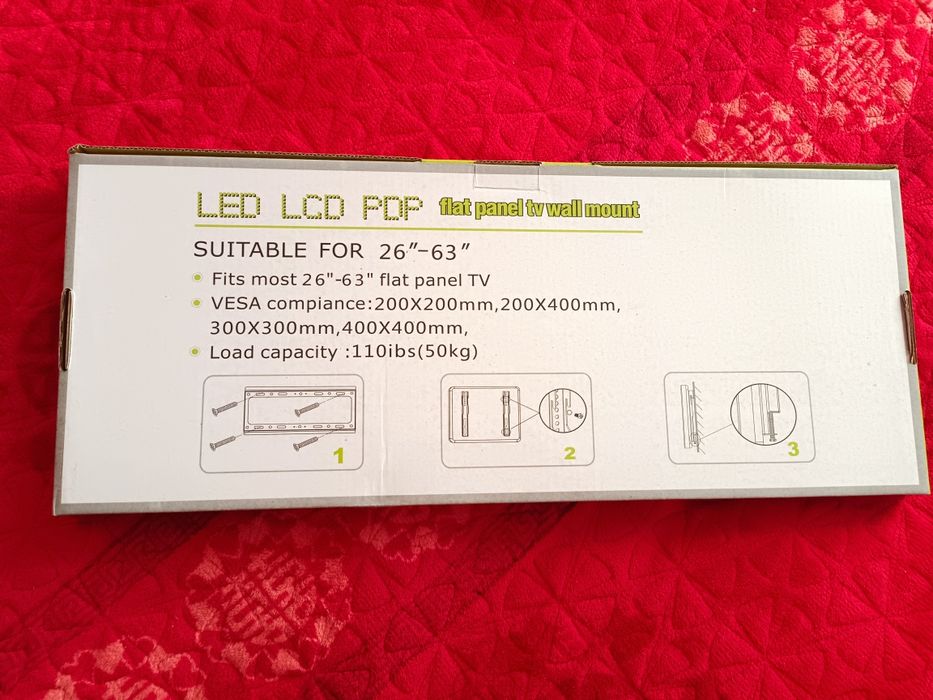 LED LCD PDP flat panel tv wall mount
SUITABLE FOR 26"-63"
Fits most 26"-63" flat panel TV
VESA compiance:200X200mm,200X400mm,
300X300mm,400X400mm,
Load capacity :110ibs(50kg)
1
2
3